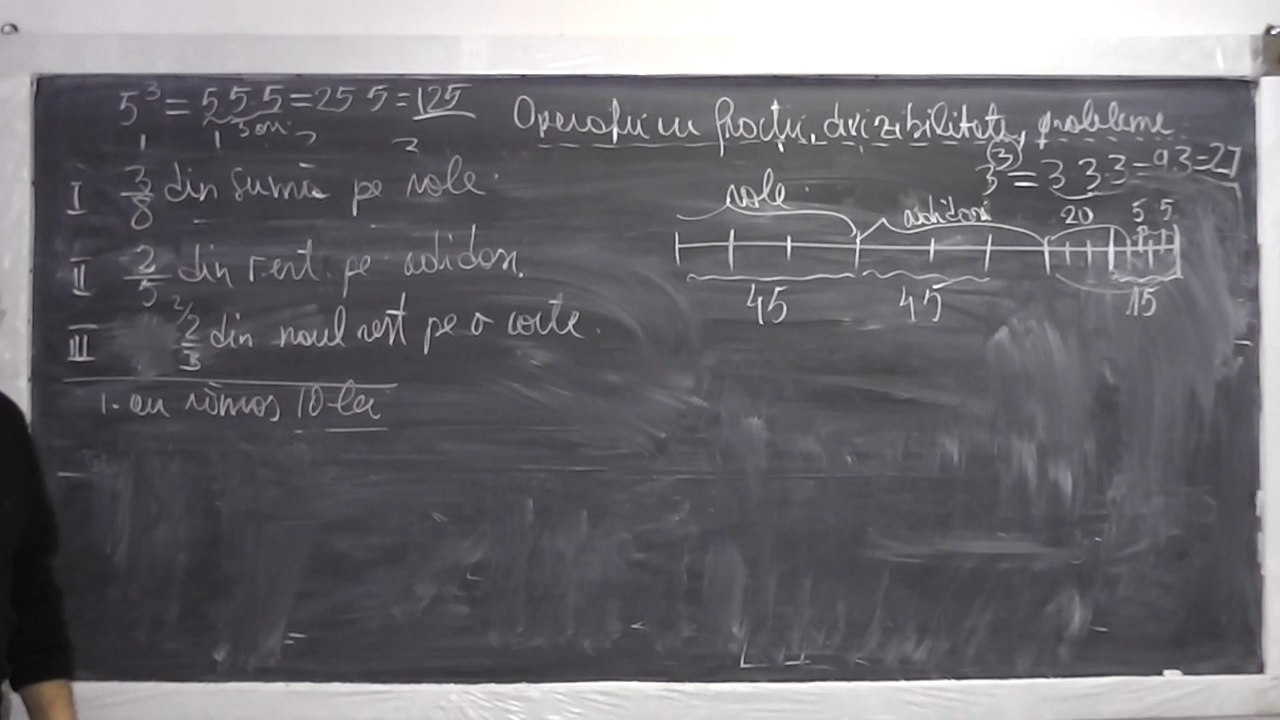 5³ = 5·5·5 = 25·5 = 125
3 ori
Operații cu fracții, divizibilitate, probleme
3³ = 3·3·3 = 9·3 = 27
I 3/8 din sumă pe role.
role
adidași
20
5 5
II 2/5 din rest pe adidași.
45
45
15
III 2/3 din noul rest pe o carte.
I-au rămas 10 lei